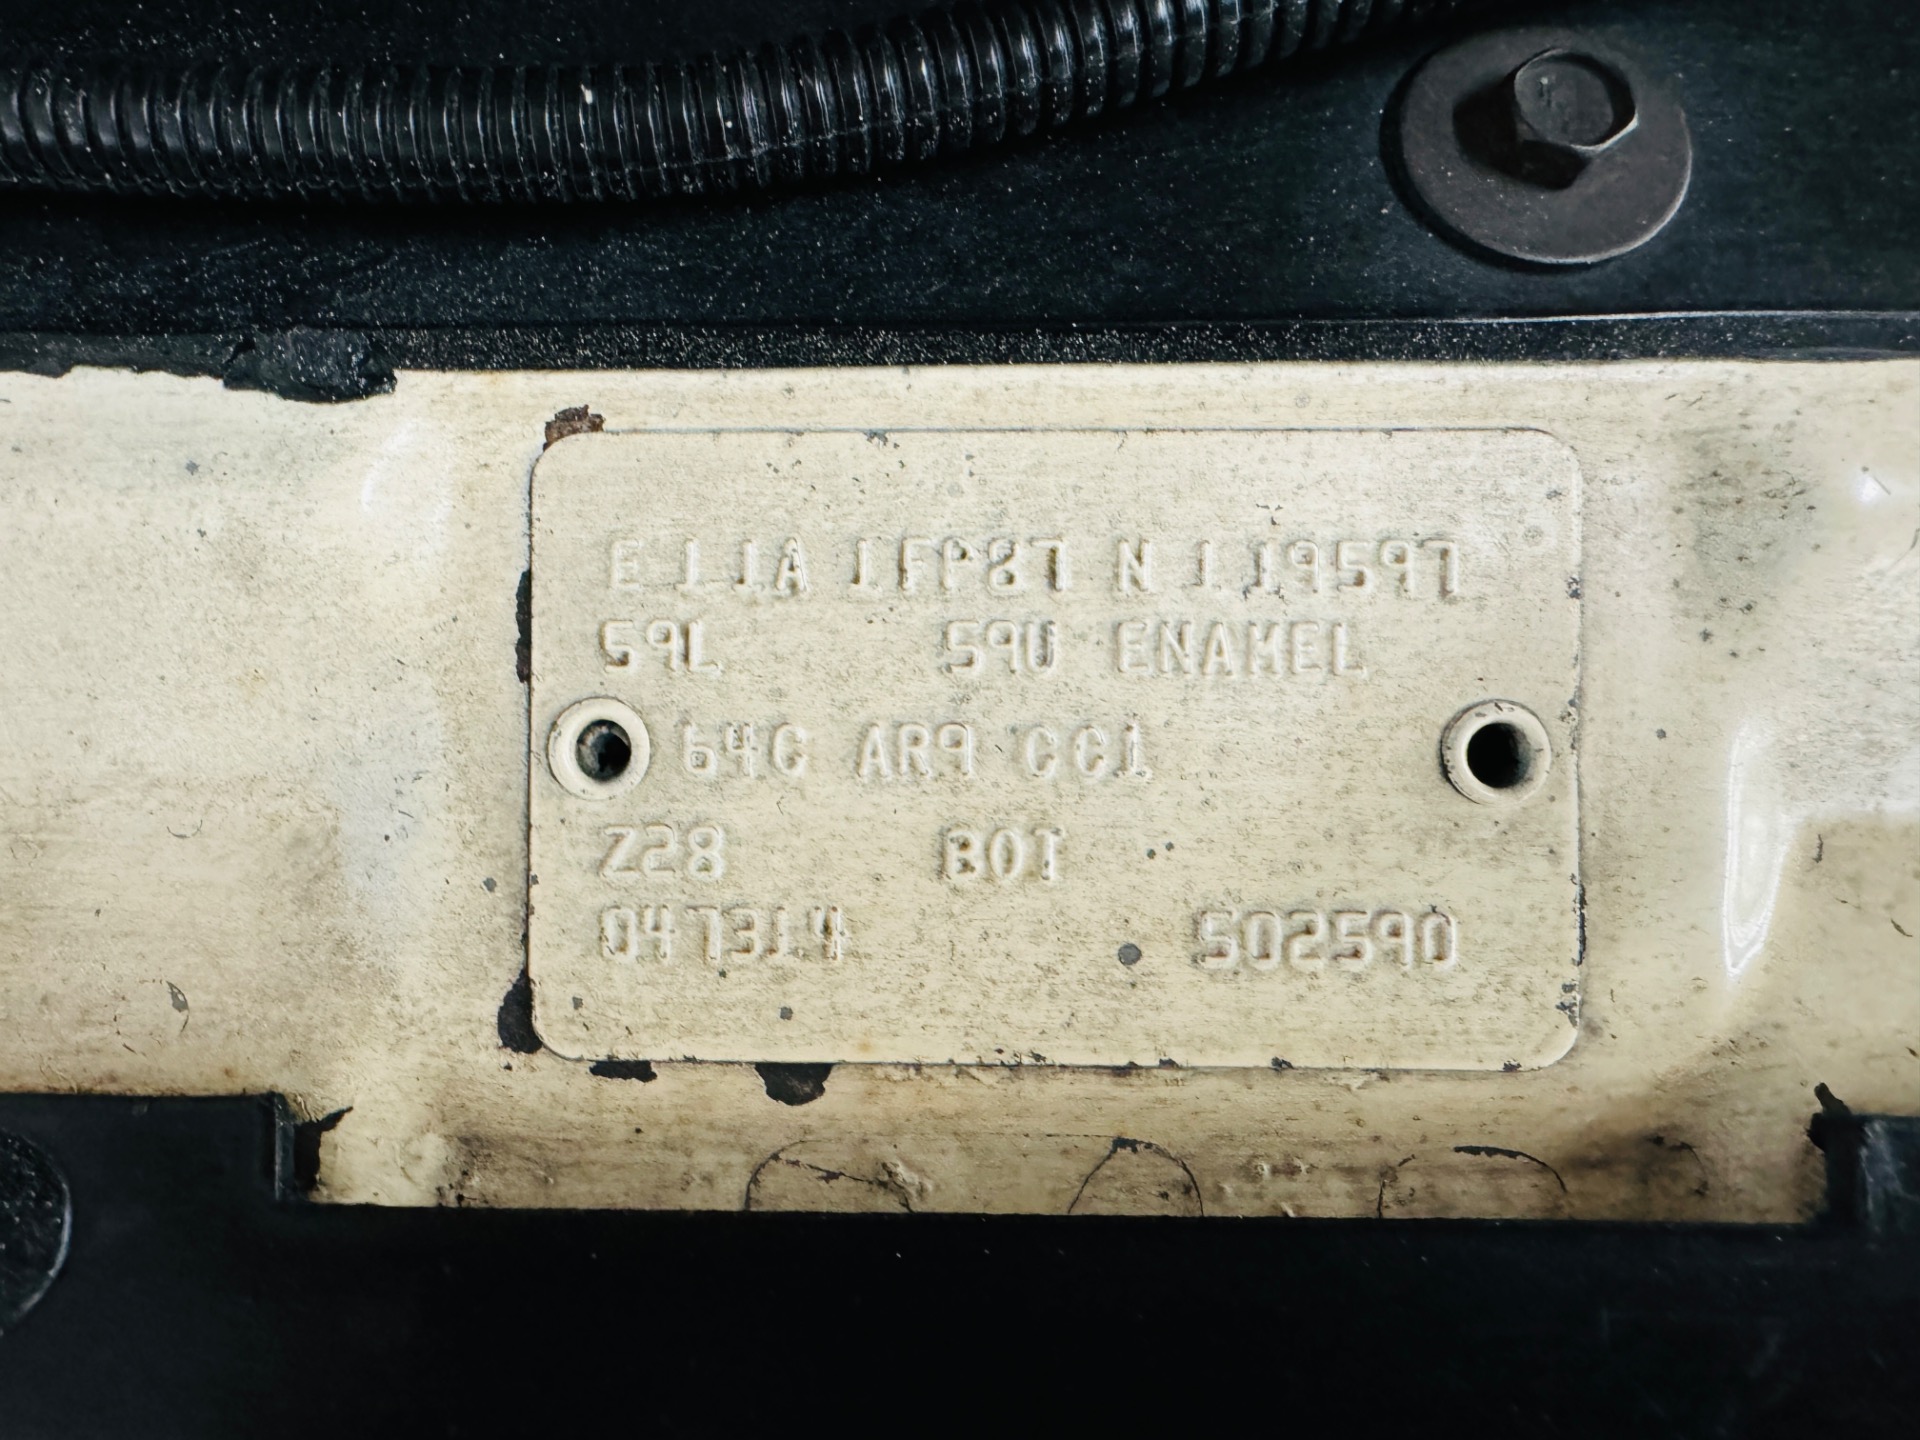 E 11A 1FP87 N 119597
59L 59U ENAMEL
64C AR9 CC1
Z28 BOT
047314 502590